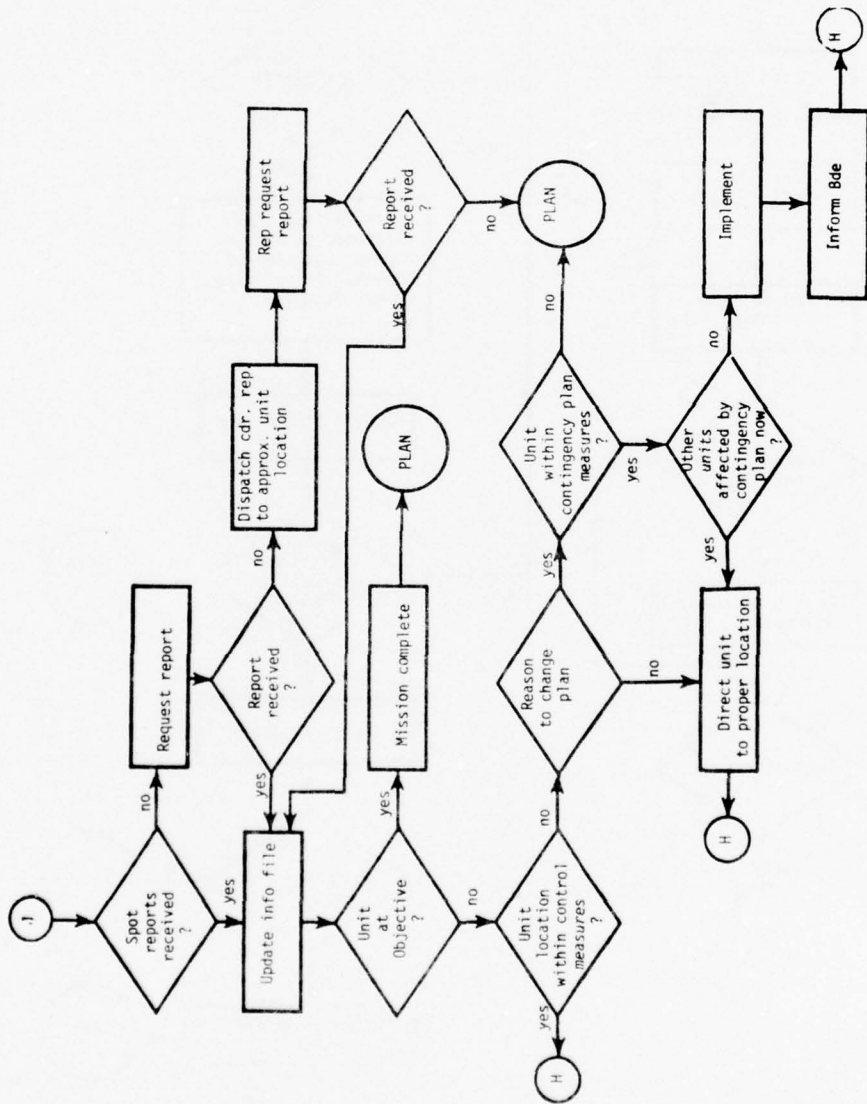 J
Spot
reports
received
?
no
yes
Request report
Report
received
?
no
yes
Dispatch cdr. rep.
to approx. unit
location
Rep request
report
Report
received
?
yes
no
PLAN
Update info file
Unit
at
Objective
?
yes
no
Mission complete
PLAN
Unit
location
within control
measures
?
yes
H
no
Reason
to change
plan
yes
no
Unit
within
contingency plan
measures
?
no
yes
Other
units
affected by
contingency
plan now
?
yes
no
Direct unit
to proper location
H
Implement
Inform Bde
H